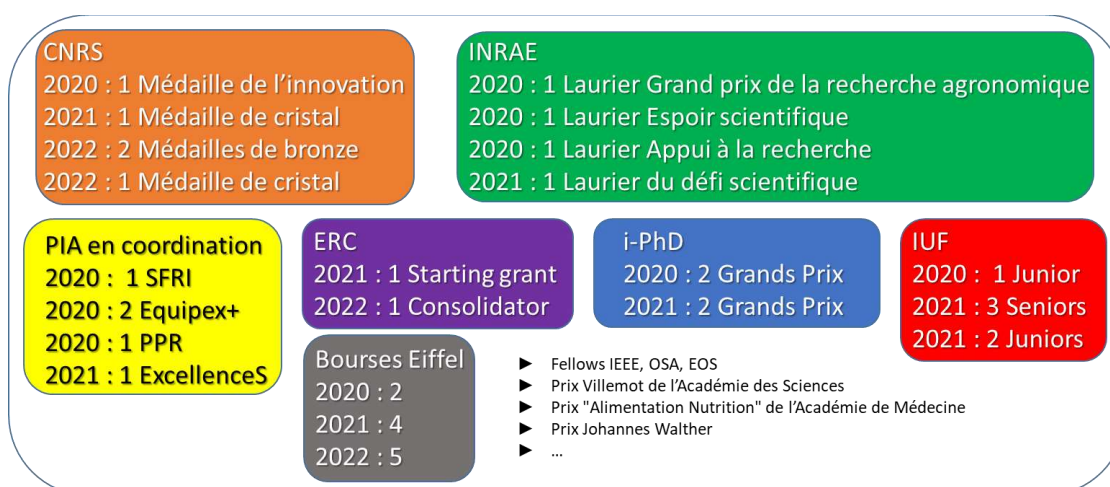 CNRS
2020 : 1 Médaille de l’innovation
2021 : 1 Médaille de cristal
2022 : 2 Médailles de bronze
2022 : 1 Médaille de cristal
INRAE
2020 : 1 Laurier Grand prix de la recherche agronomique
2020 : 1 Laurier Espoir scientifique
2020 : 1 Laurier Appui à la recherche
2021 : 1 Laurier du défi scientifique
PIA en coordination
2020 : 1 SFRI
2020 : 2 Equipex+
2020 : 1 PPR
2021 : 1 ExcellenceS
ERC
2021 : 1 Starting grant
2022 : 1 Consolidator
i-PhD
2020 : 2 Grands Prix
2021 : 2 Grands Prix
IUF
2020 : 1 Junior
2021 : 3 Seniors
2021 : 2 Juniors
Bourses Eiffel
2020 : 2
2021 : 4
2022 : 5
► Fellows IEEE, OSA, EOS
► Prix Villemot de l’Académie des Sciences
► Prix "Alimentation Nutrition" de l’Académie de Médecine
► Prix Johannes Walther
► ...